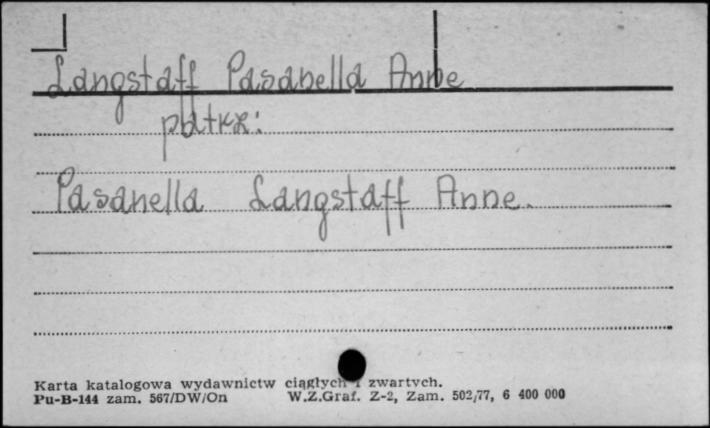 Langstaff Pasanella Anne
patrz:
Pasanella Langstaff Anne.
Karta katalogowa wydawnictw ciągłych i zwartych.
Pu-B-144 zam. 567/DW/On W.Z.Graf. Z-2, Zam. 502/77, 6 400 000